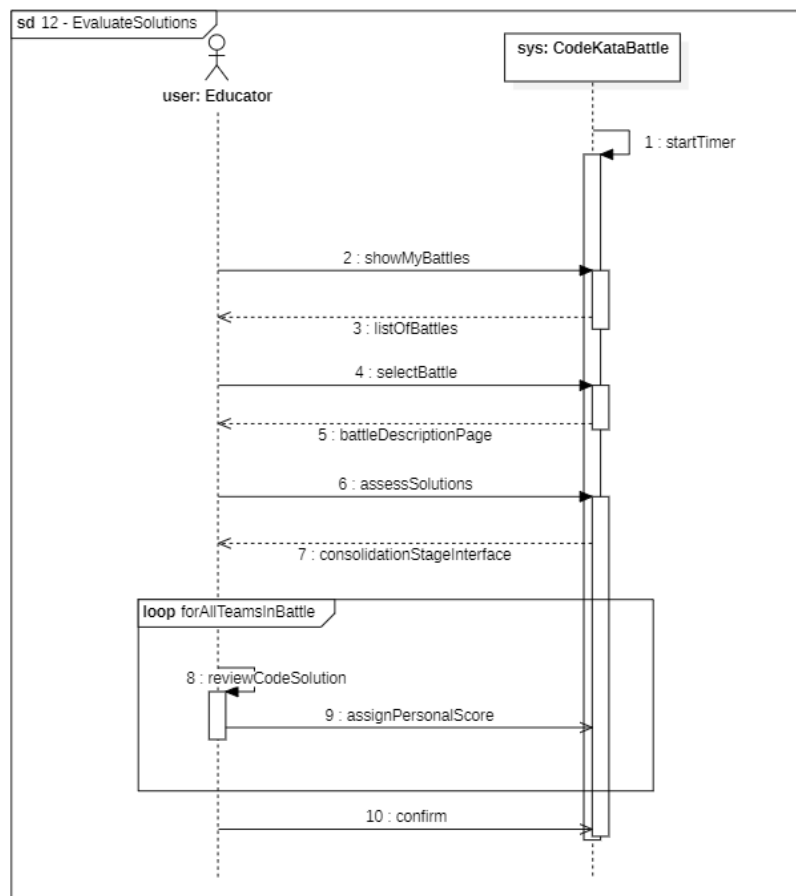 sd 12 - EvaluateSolutions
user: Educator
sys: CodeKataBattle
1 : startTimer
2 : showMyBattles
3 : listOfBattles
4 : selectBattle
5 : battleDescriptionPage
6 : assessSolutions
7 : consolidationStageInterface
loop forAllTeamsInBattle
8 : reviewCodeSolution
9 : assignPersonalScore
10 : confirm